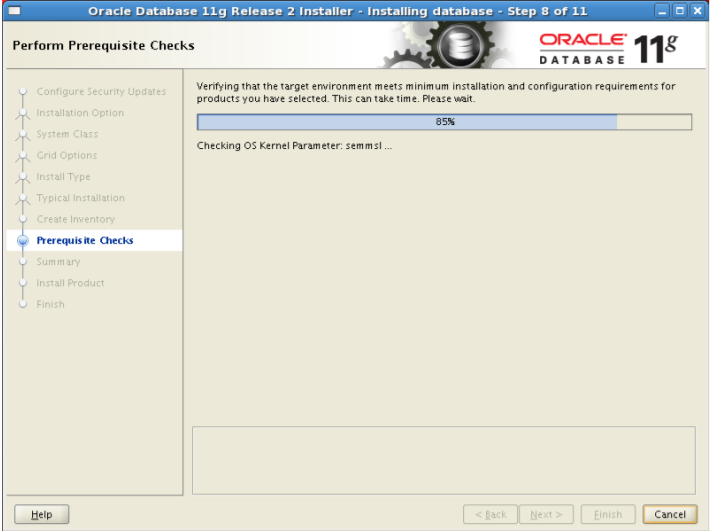 Oracle Database 11g Release 2 Installer - Installing database - Step 8 of 11
Perform Prerequisite Checks
ORACLE
DATABASE
11g
Configure Security Updates
Installation Option
System Class
Grid Options
Install Type
Typical Installation
Create Inventory
Prerequisite Checks
Summary
Install Product
Finish
Verifying that the target environment meets minimum installation and configuration requirements for
products you have selected. This can take time. Please wait.
85%
Checking OS Kernel Parameter: semmsl ...
Help
< Back
Next >
Finish
Cancel